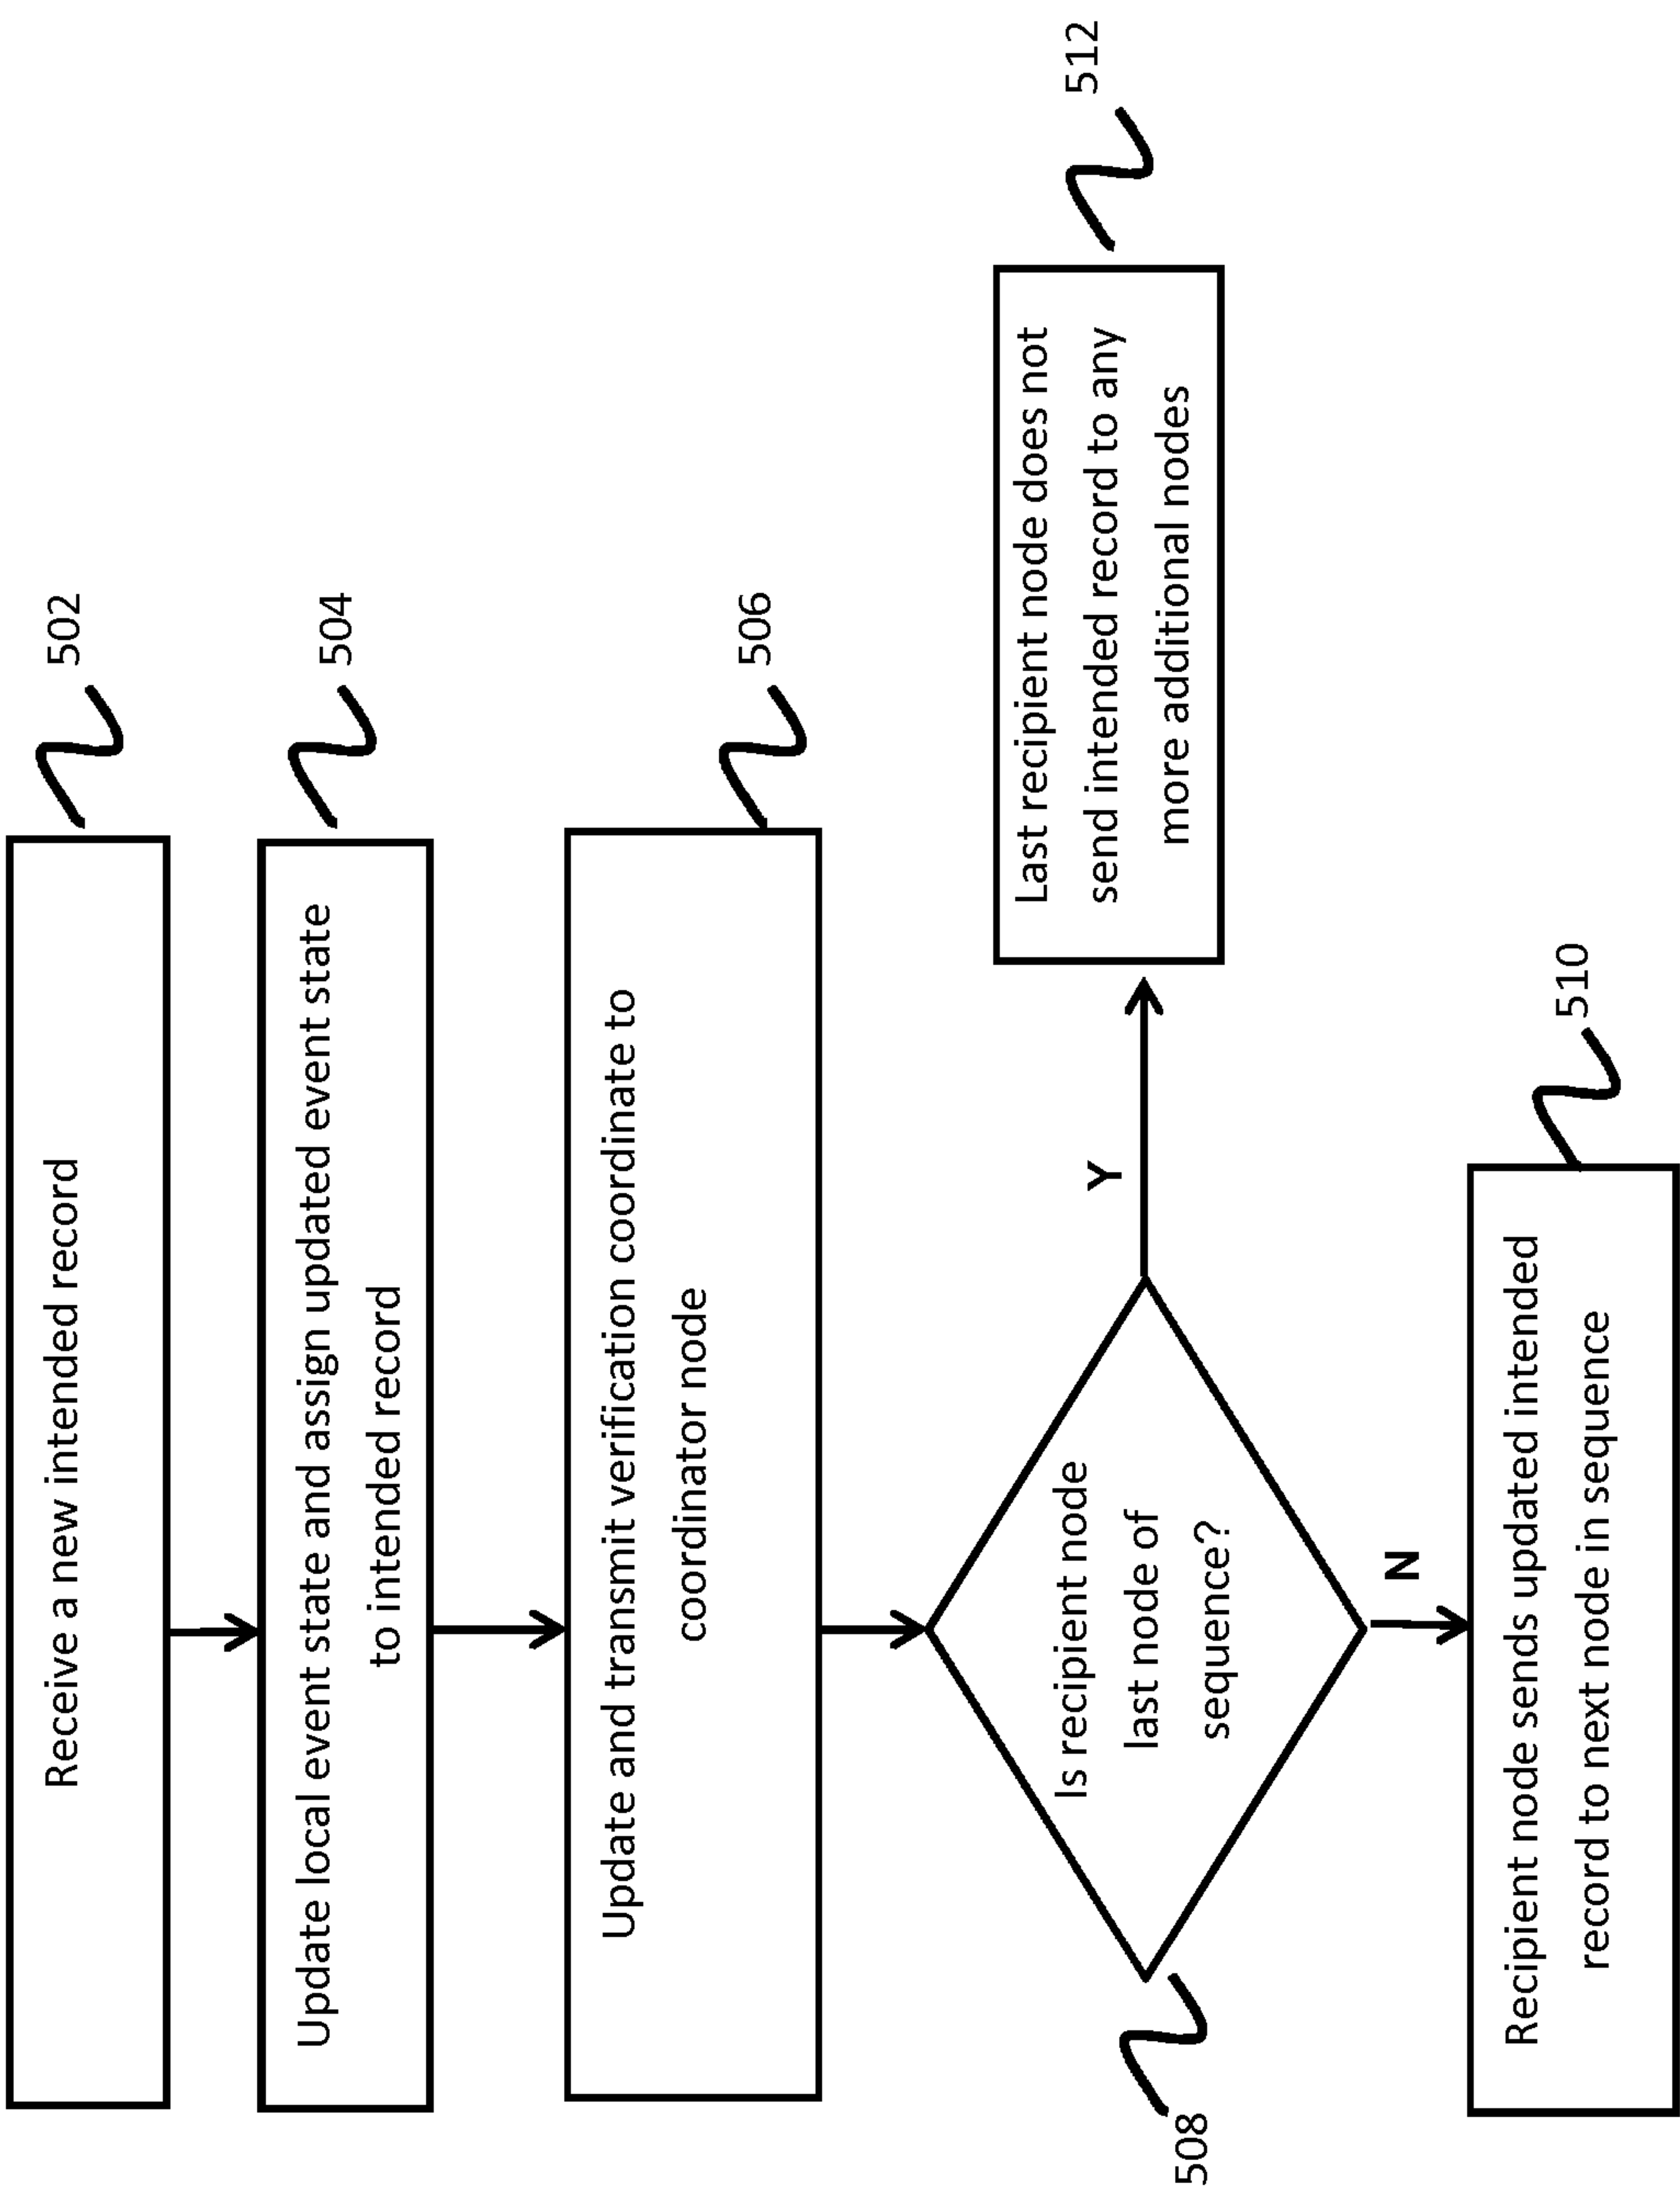 Receive a new intended record
502
Update local event state and assign updated event state
to intended record
504
Update and transmit verification coordinate to
coordinator node
506
Is recipient node
last node of
sequence?
508
Y
Last recipient node does not
send intended record to any
more additional nodes
512
N
Recipient node sends updated intended
record to next node in sequence
510